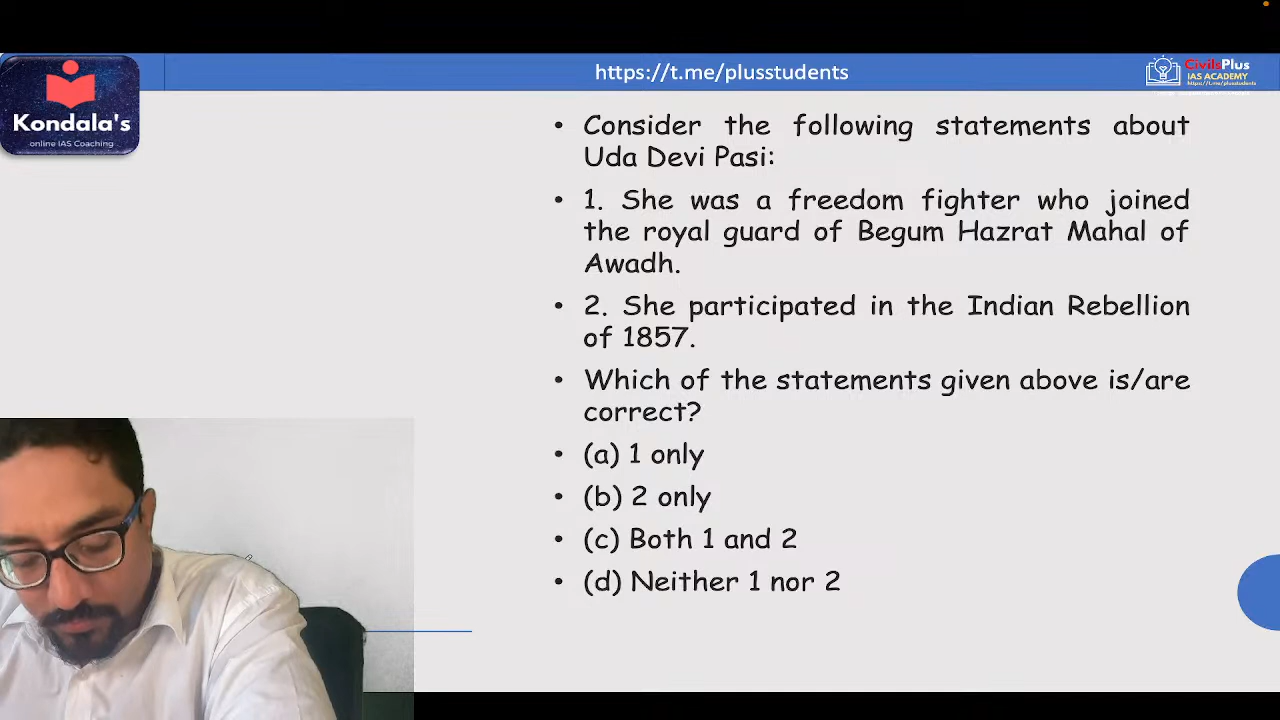 https://t.me/plusstudents
CivilsPlus
IAS ACADEMY
https://t.me/plusstudents
Kondala's
online IAS Coaching
• Consider the following statements about
Uda Devi Pasi:
• 1. She was a freedom fighter who joined
the royal guard of Begum Hazrat Mahal of
Awadh.
• 2. She participated in the Indian Rebellion
of 1857.
• Which of the statements given above is/are
correct?
• (a) 1 only
• (b) 2 only
• (c) Both 1 and 2
• (d) Neither 1 nor 2